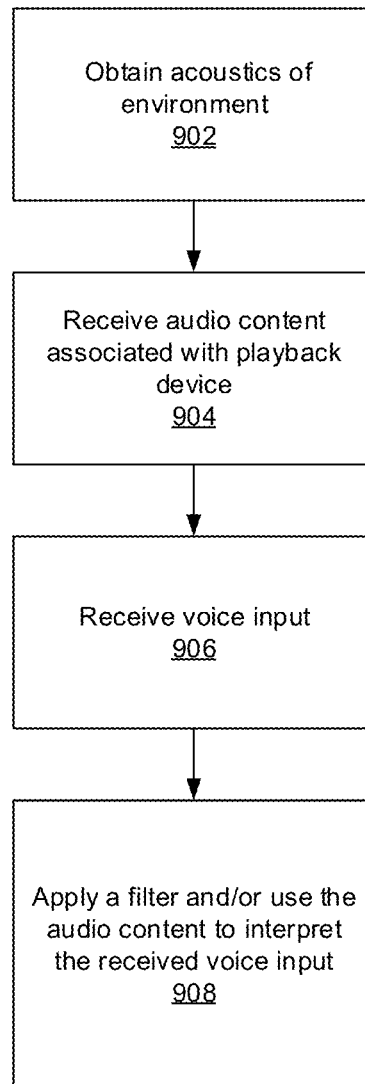 Obtain acoustics of
environment
902
Receive audio content
associated with playback
device
904
Receive voice input
906
Apply a filter and/or use the
audio content to interpret
the received voice input
908